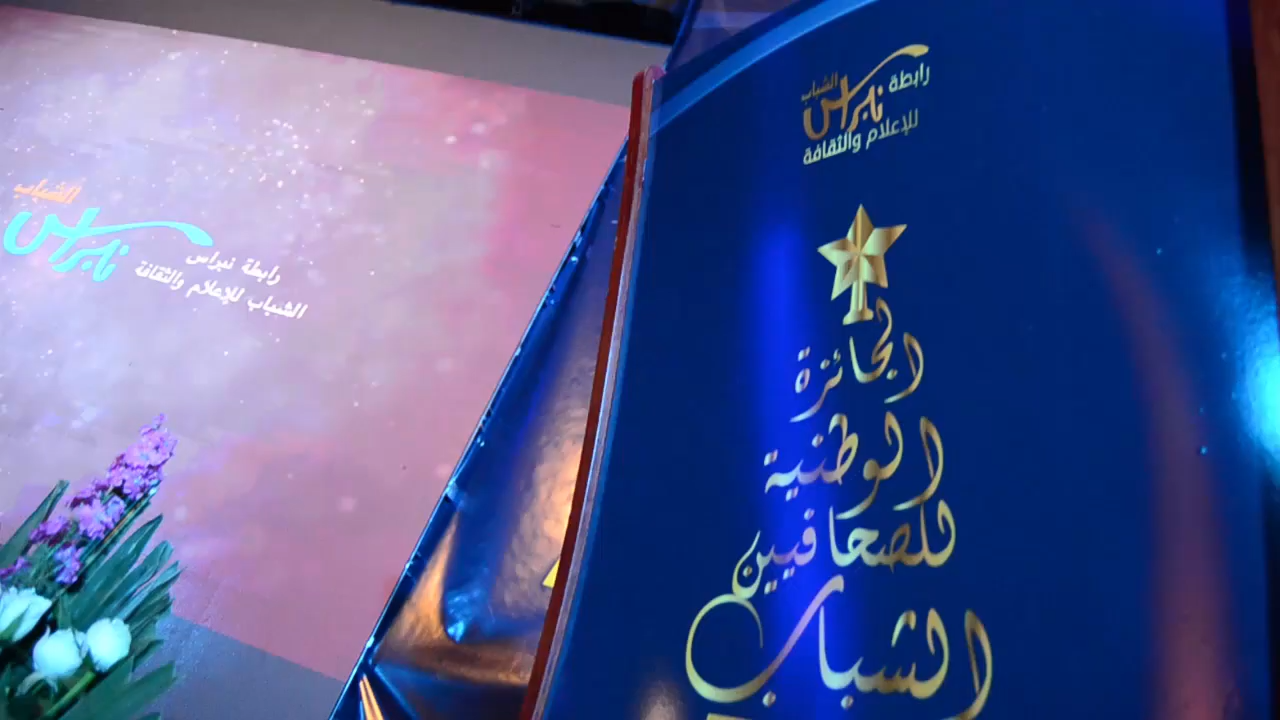 رابطة نبراس الشباب
للإعلام والثقافة
الجائزة
الوطنية
للصحافيين
الشباب
نبراس الشباب
رابطة نبراس
الشباب للإعلام والثقافة